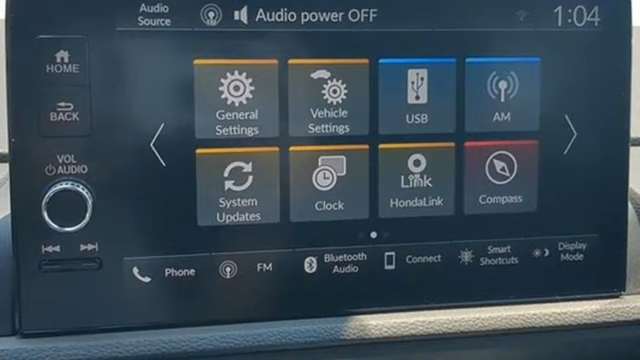 Audio
Source
Audio power OFF
1:04
HOME
BACK
VOL
AUDIO
General
Settings
Vehicle
Settings
USB
AM
System
Updates
Clock
Link
HondaLink
Compass
Phone
FM
Bluetooth
Audio
Connect
Smart
Shortcuts
Display
Mode